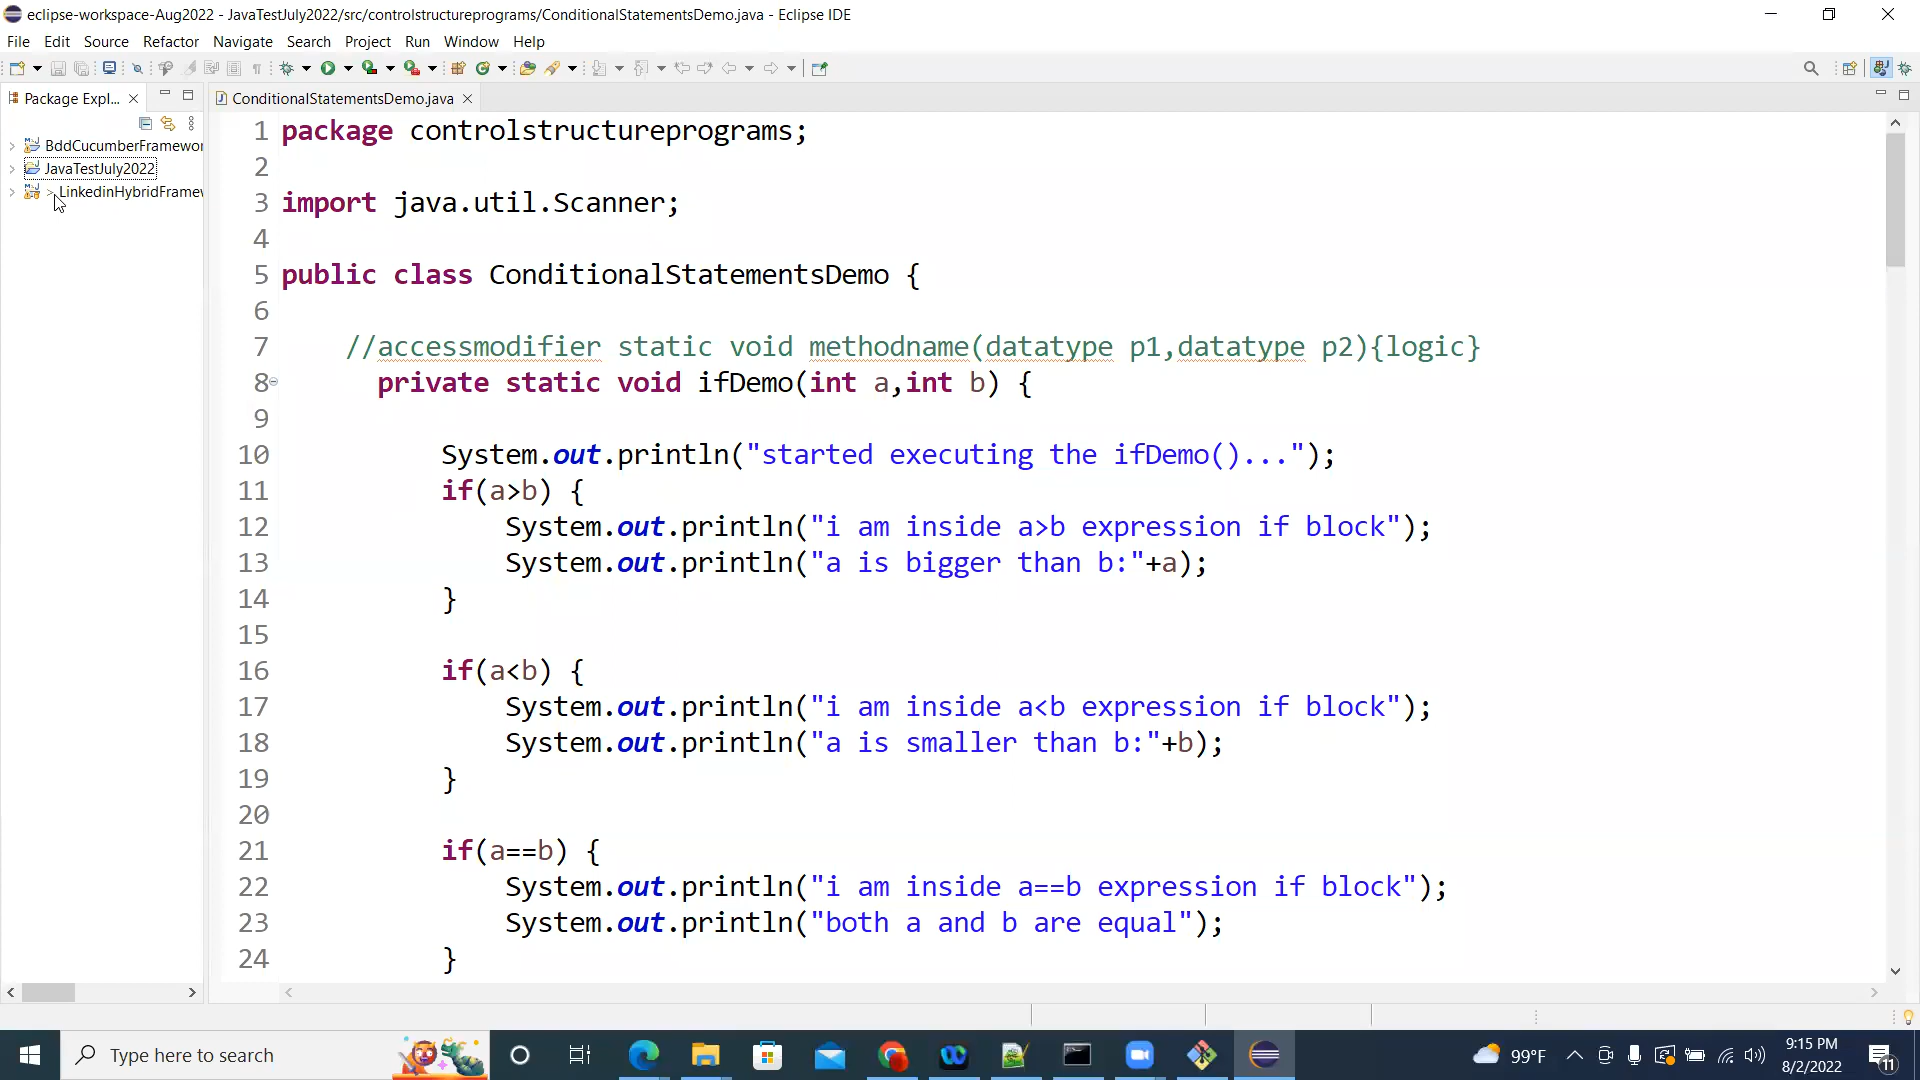 eclipse-workspace-Aug2022 - JavaTestJuly2022/src/controlstructureprograms/ConditionalStatementsDemo.java - Eclipse IDE
File Edit Source Refactor Navigate Search Project Run Window Help
Package Expl...
ConditionalStatementsDemo.java
BddCucumberFramewor
JavaTestJuly2022
> LinkedinHybridFramew
1 package controlstructureprograms;
2
3 import java.util.Scanner;
4
5 public class ConditionalStatementsDemo {
6
7 //accessmodifier static void methodname(datatype p1,datatype p2){logic}
8 private static void ifDemo(int a,int b) {
9
10 System.out.println("started executing the ifDemo()...");
11 if(a>b) {
12 System.out.println("i am inside a>b expression if block");
13 System.out.println("a is bigger than b:"+a);
14 }
15
16 if(a<b) {
17 System.out.println("i am inside a<b expression if block");
18 System.out.println("a is smaller than b:"+b);
19 }
20
21 if(a==b) {
22 System.out.println("i am inside a==b expression if block");
23 System.out.println("both a and b are equal");
24 }
Type here to search
99°F
9:15 PM
8/2/2022
11